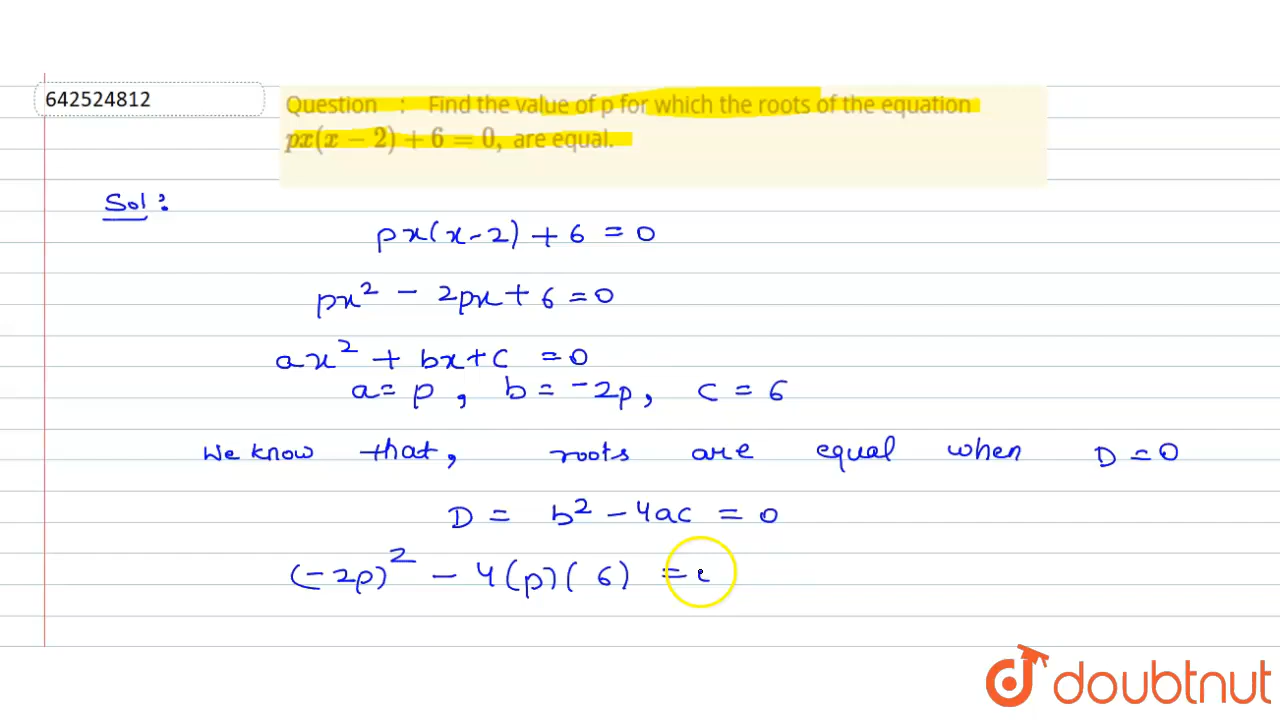 642524812
Question : Find the value of p for which the roots of the equation
px(x − 2) + 6 = 0, are equal.
Sol:
px(x-2) + 6 = 0
px² - 2px + 6 = 0
ax² + bx + c = 0
a = p, b = -2p, c = 6
We know that, roots are equal when D = 0
D = b² - 4ac = 0
(-2p)² - 4(p)(6) =
doubtnut